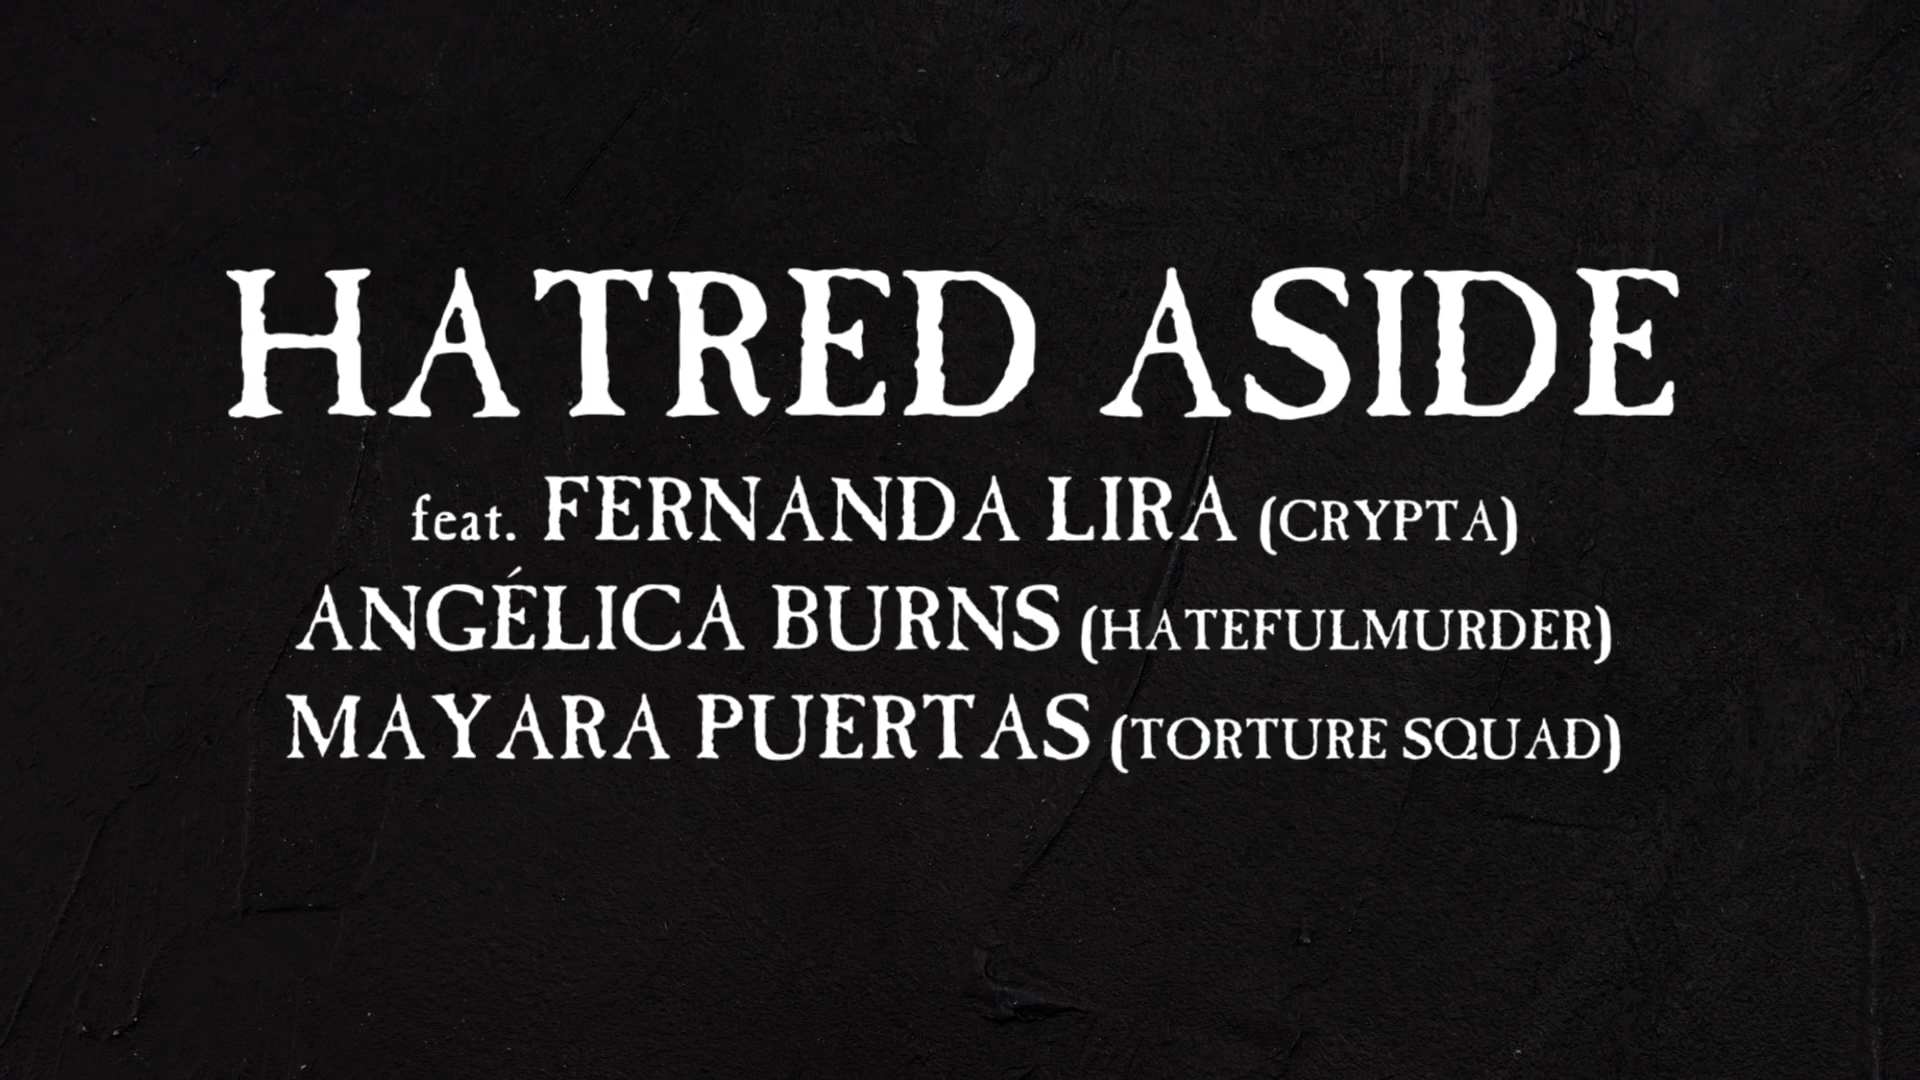 HATRED ASIDE
feat. FERNANDA LIRA (CRYPTA)
ANGÉLICA BURNS (HATEFULMURDER)
MAYARA PUERTAS (TORTURE SQUAD)